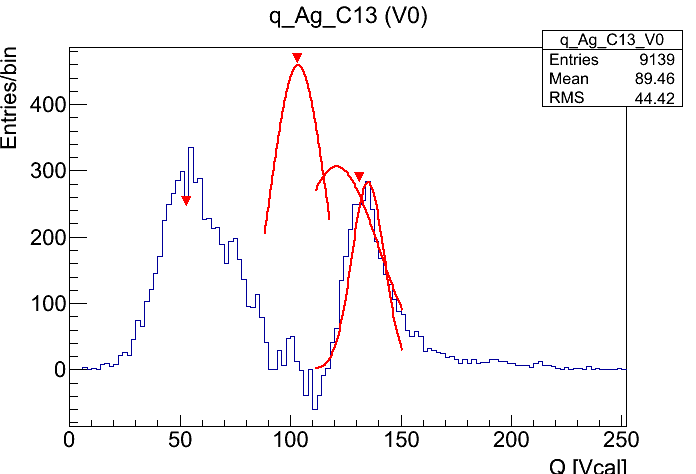 q_Ag_C13 (V0)
q_Ag_C13_V0
Entries 9139
Mean 89.46
RMS 44.42
Entries/bin
400
300
200
100
0
0 50 100 150 200 250
Q [Vcal]